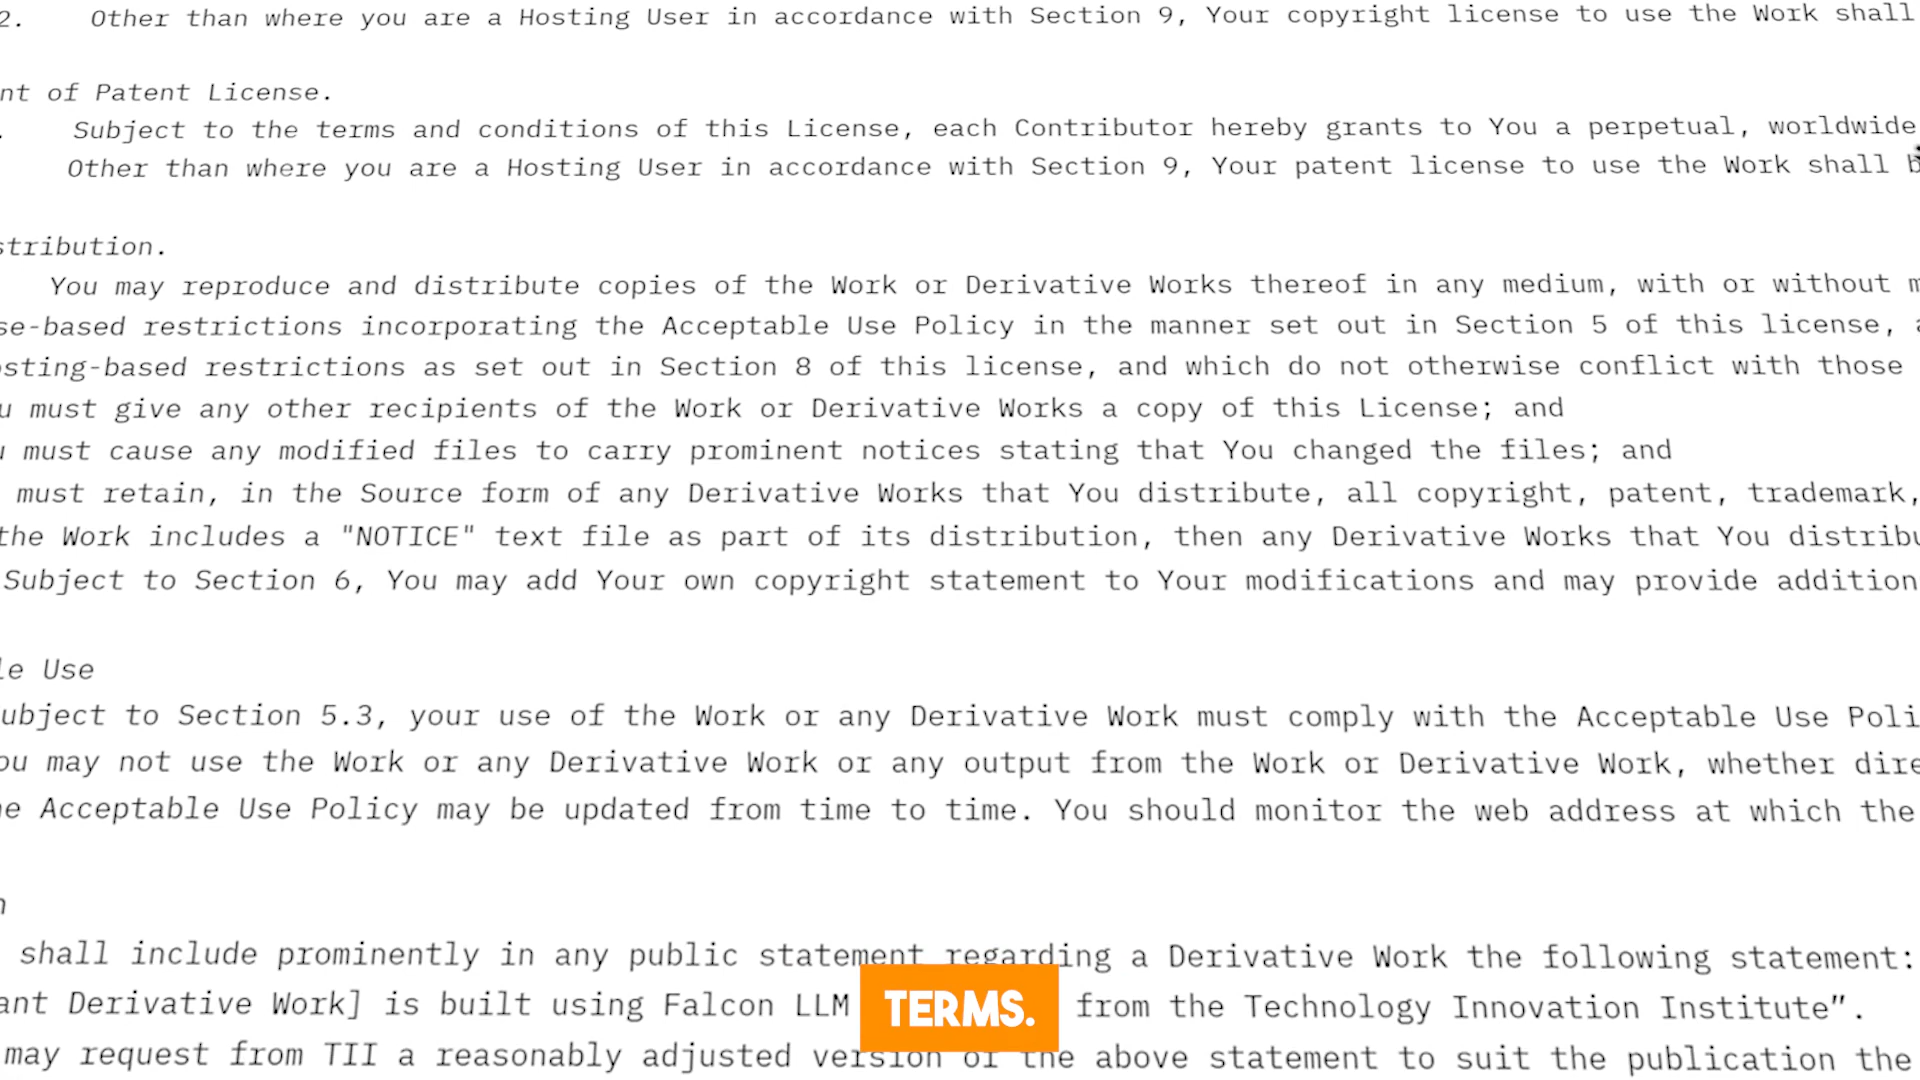 2. Other than where you are a Hosting User in accordance with Section 9, Your copyright license to use the Work shall
nt of Patent License.
. Subject to the terms and conditions of this License, each Contributor hereby grants to You a perpetual, worldwide
Other than where you are a Hosting User in accordance with Section 9, Your patent license to use the Work shall b
stribution.
You may reproduce and distribute copies of the Work or Derivative Works thereof in any medium, with or without m
se-based restrictions incorporating the Acceptable Use Policy in the manner set out in Section 5 of this license, a
osting-based restrictions as set out in Section 8 of this license, and which do not otherwise conflict with those
u must give any other recipients of the Work or Derivative Works a copy of this License; and
u must cause any modified files to carry prominent notices stating that You changed the files; and
must retain, in the Source form of any Derivative Works that You distribute, all copyright, patent, trademark,
the Work includes a "NOTICE" text file as part of its distribution, then any Derivative Works that You distribu
Subject to Section 6, You may add Your own copyright statement to Your modifications and may provide addition
le Use
ubject to Section 5.3, your use of the Work or any Derivative Work must comply with the Acceptable Use Poli
ou may not use the Work or any Derivative Work or any output from the Work or Derivative Work, whether dire
he Acceptable Use Policy may be updated from time to time. You should monitor the web address at which the
n
shall include prominently in any public statement regarding a Derivative Work the following statement:
ant Derivative Work] is built using Falcon LLM from the Technology Innovation Institute”.
TERMS.
may request from TII a reasonably adjusted version of the above statement to suit the publication the